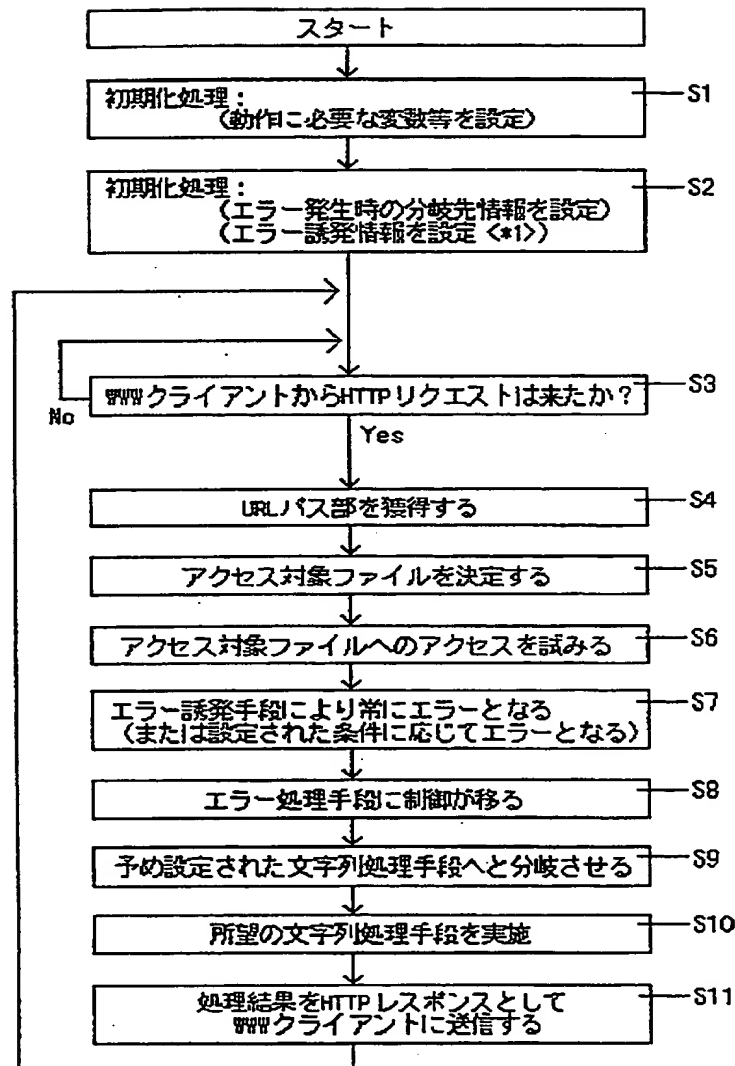 スタート
初期化処理：
（動作に必要な変数等を設定）
S1
初期化処理：
（エラー発生時の分岐先情報を設定）
（エラー誘発情報を設定 <*1>）
S2
WWWクライアントからHTTPリクエストは来たか？
S3
No
Yes
URLパス部を獲得する
S4
アクセス対象ファイルを決定する
S5
アクセス対象ファイルへのアクセスを試みる
S6
エラー誘発手段により常にエラーとなる
（または設定された条件に応じてエラーとなる）
S7
エラー処理手段に制御が移る
S8
予め設定された文字列処理手段へと分岐させる
S9
所望の文字列処理手段を実施
S10
処理結果をHTTPレスポンスとして
WWWクライアントに送信する
S11